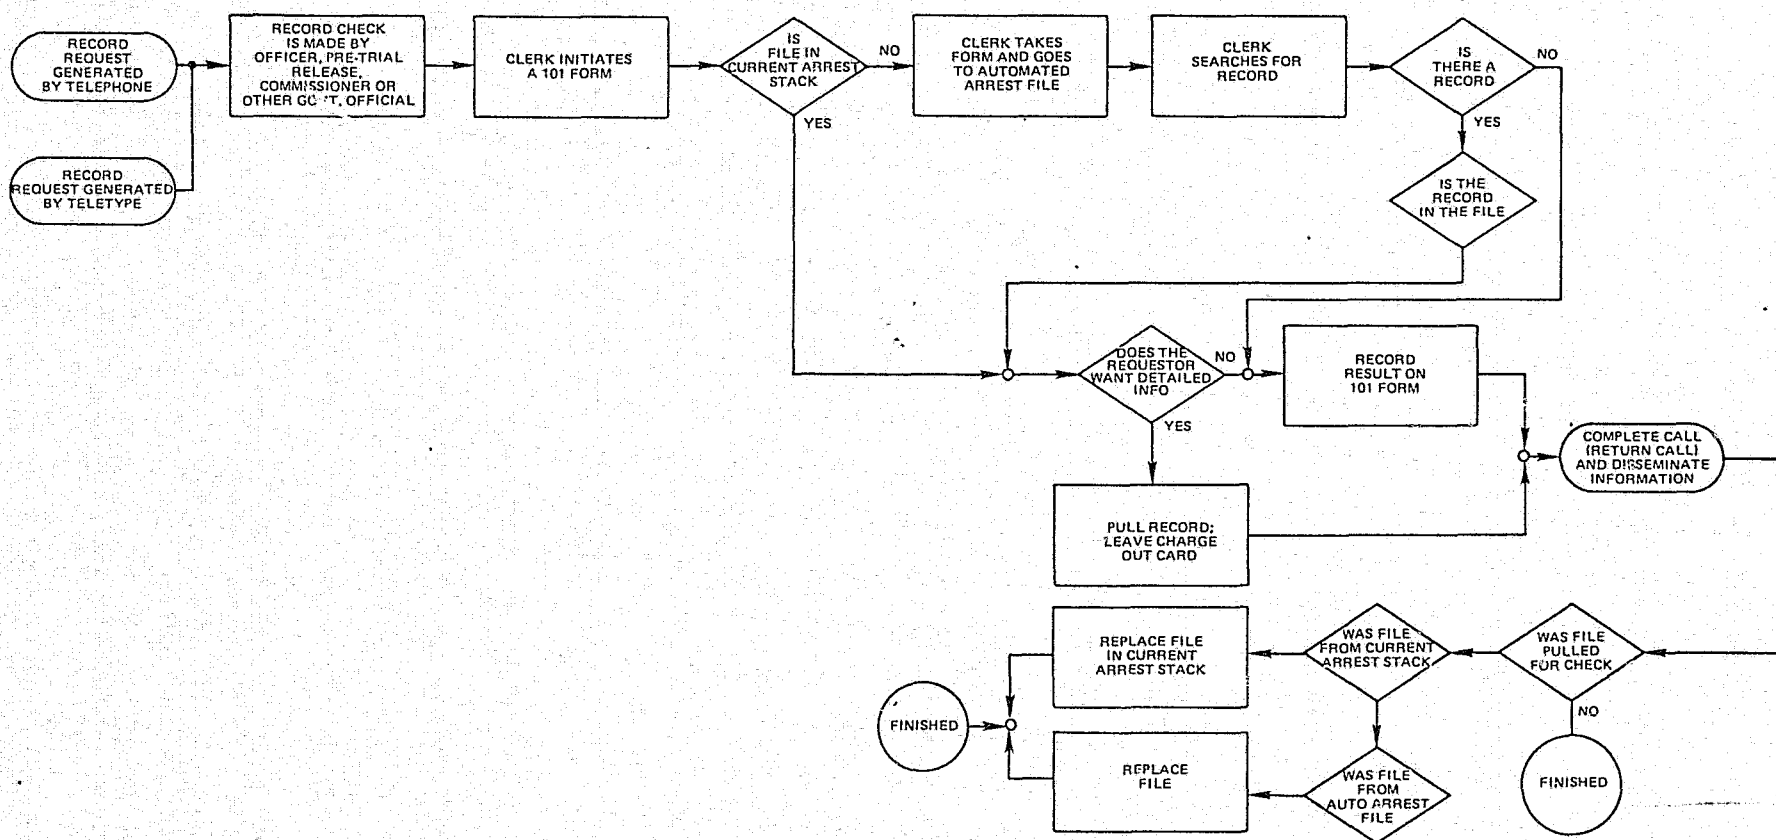 RECORD
REQUEST
GENERATED
BY TELEPHONE
RECORD
REQUEST GENERATED
BY TELETYPE
RECORD CHECK
IS MADE BY
OFFICER, PRE-TRIAL
RELEASE,
COMMISSIONER OR
OTHER OFFICIAL
CLERK INITIATES
A 101 FORM
IS
FILE IN
CURRENT ARREST
STACK
NO
YES
CLERK TAKES
FORM AND GOES
TO AUTOMATED
ARREST FILE
CLERK
SEARCHES FOR
RECORD
IS
THERE A
RECORD
NO
YES
IS THE
RECORD
IN THE FILE
DOES THE
REQUESTOR
WANT DETAILED
INFO
NO
YES
RECORD
RESULT ON
101 FORM
PULL RECORD;
LEAVE CHARGE
OUT CARD
COMPLETE CALL
(RETURN CALL)
AND DISSEMINATE
INFORMATION
WAS FILE
PULLED
FOR CHECK
NO
FINISHED
WAS FILE
FROM CURRENT
ARREST STACK
REPLACE FILE
IN CURRENT
ARREST STACK
WAS FILE
FROM
AUTO ARREST
FILE
REPLACE
FILE
FINISHED